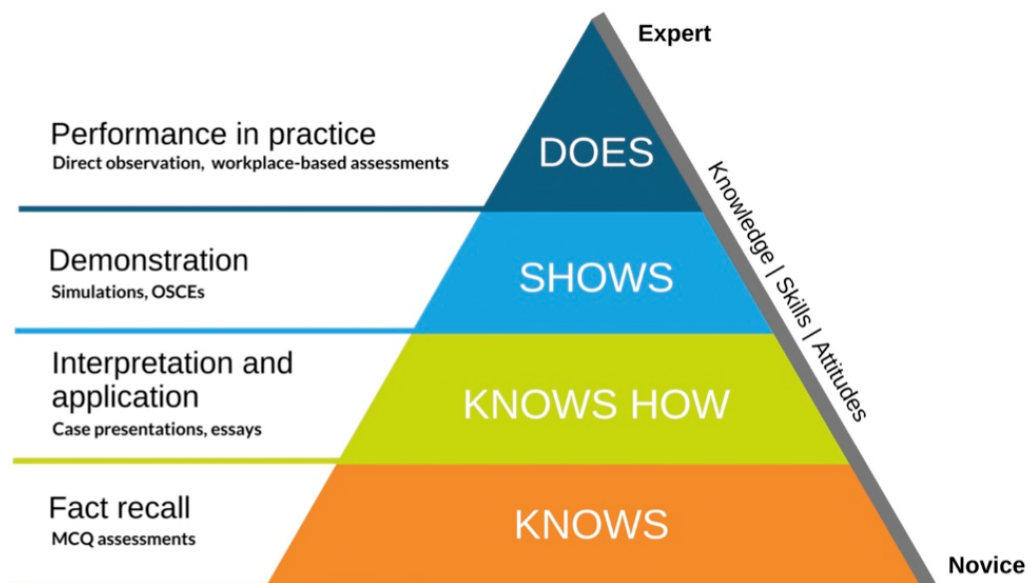 Expert
Performance in practice
Direct observation, workplace-based assessments
DOES
Knowledge | Skills | Attitudes
Demonstration
Simulations, OSCEs
SHOWS
Interpretation and
application
Case presentations, essays
KNOWS HOW
Fact recall
MCQ assessments
KNOWS
Novice